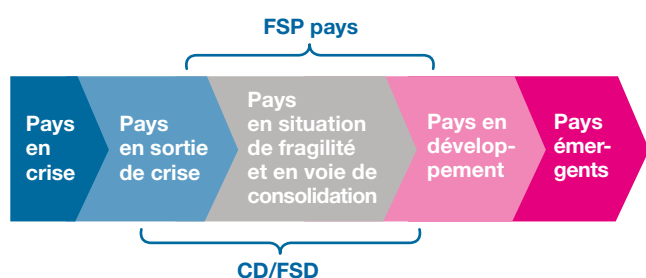 FSP pays
Pays
en
crise
Pays
en sortie
de crise
Pays
en situation
de fragilité
et en voie de
consolidation
Pays en
dévelop-
pement
Pays
émer-
gents
CD/FSD